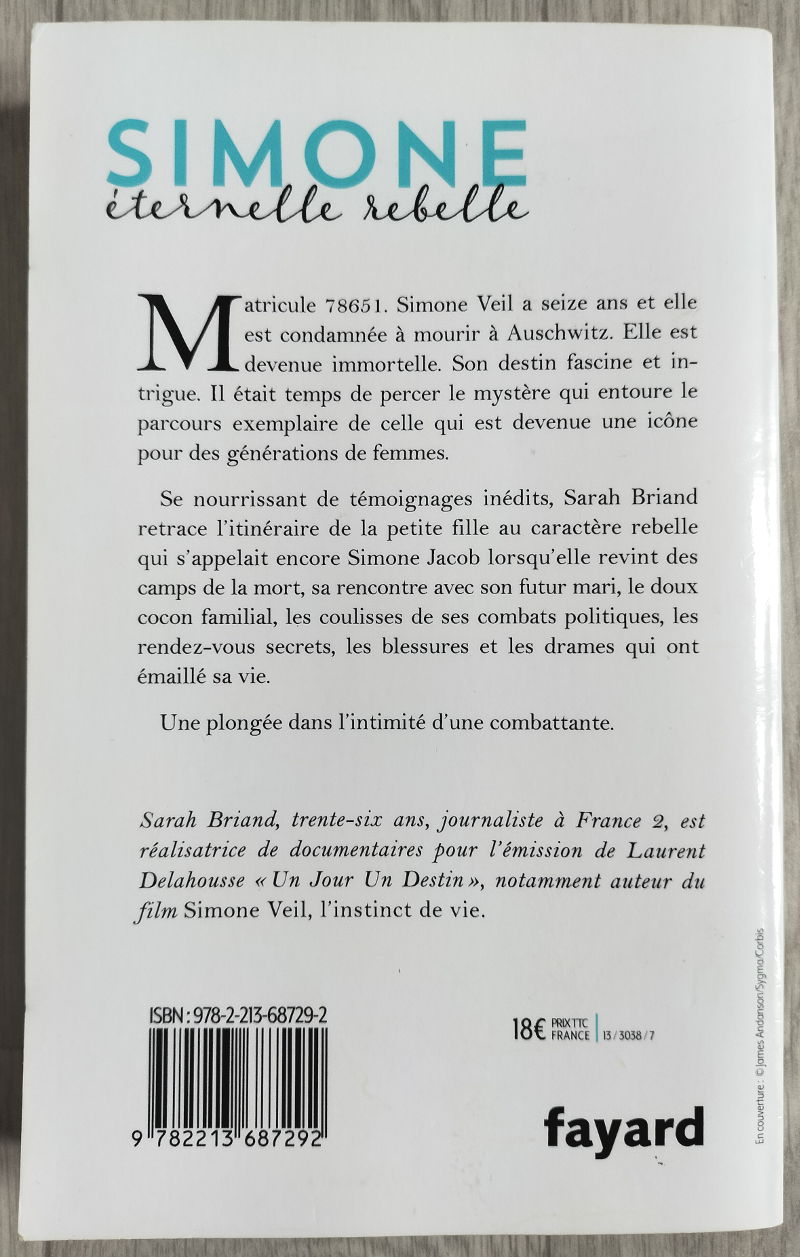 SIMONE
éternelle rebelle
Matricule 78651. Simone Veil a seize ans et elle
est condamnée à mourir à Auschwitz. Elle est
devenue immortelle. Son destin fascine et in-
trigue. Il était temps de percer le mystère qui entoure le
parcours exemplaire de celle qui est devenue une icône
pour des générations de femmes.
Se nourrissant de témoignages inédits, Sarah Briand
retrace l'itinéraire de la petite fille au caractère rebelle
qui s'appelait encore Simone Jacob lorsqu'elle revint des
camps de la mort, sa rencontre avec son futur mari, le doux
cocon familial, les coulisses de ses combats politiques, les
rendez-vous secrets, les blessures et les drames qui ont
émaillé sa vie.
Une plongée dans l'intimité d'une combattante.
Sarah Briand, trente-six ans, journaliste à France 2, est
réalisatrice de documentaires pour l'émission de Laurent
Delahousse « Un Jour Un Destin », notamment auteur du
film Simone Veil, l'instinct de vie.
ISBN : 978-2-213-68729-2
9 782213 687292
18€ PRIX TTC
FRANCE
13 / 3038 / 7
fayard
En couverture : © James Andanson/Sygma/Corbis